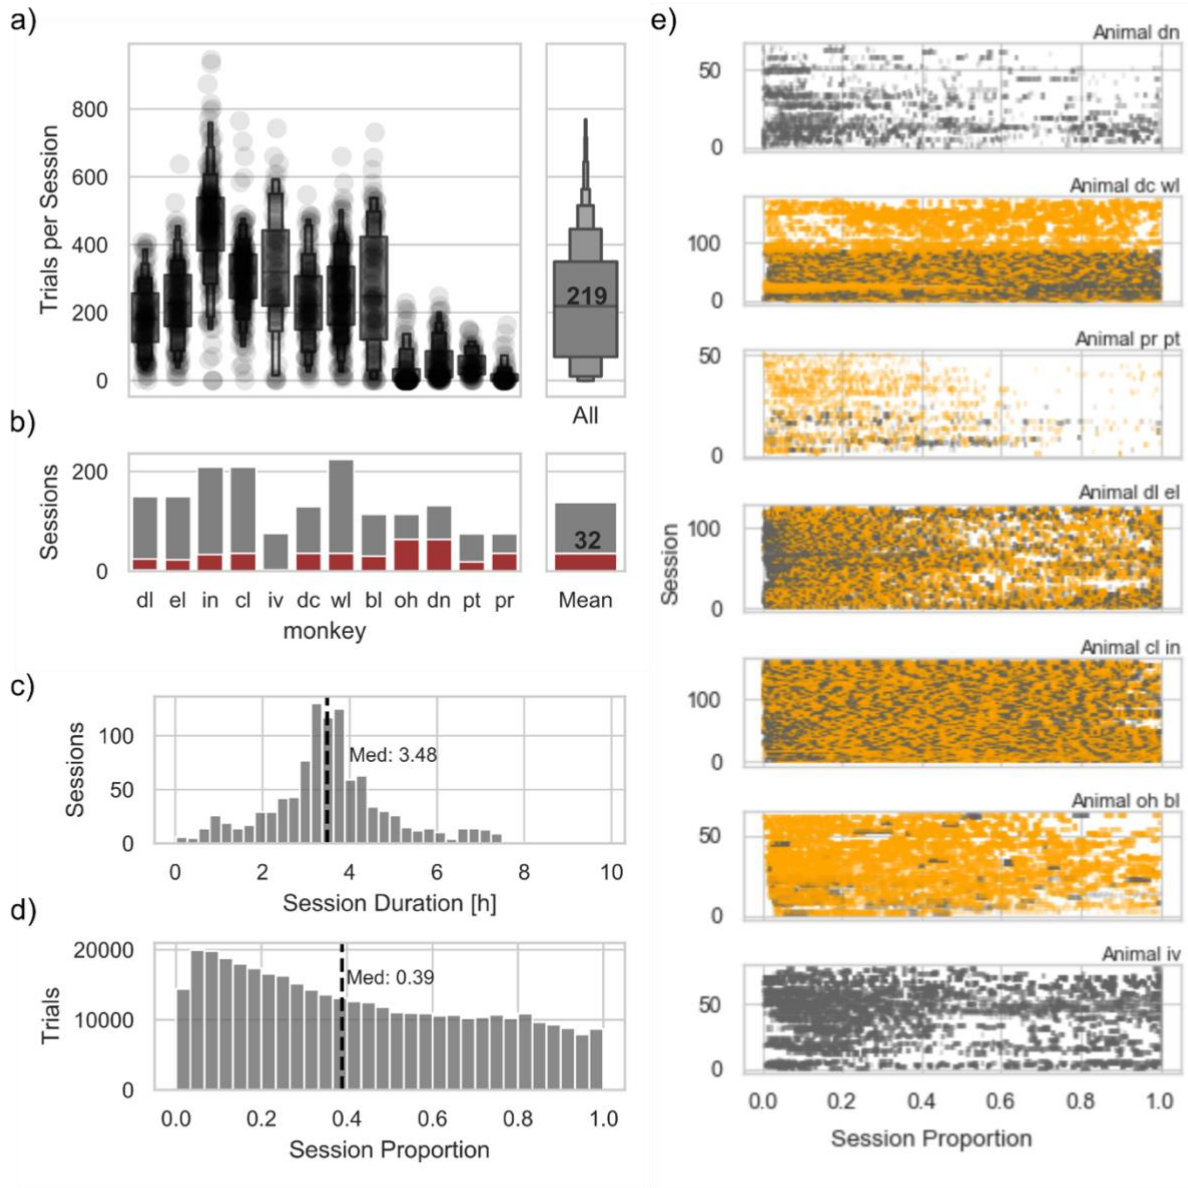 a)
Trials per Session
800
600
400
200
0
219
All
b)
Sessions
200
0
32
dl el in cl iv dc wl bl oh dn pt pr
Mean
monkey
c)
Sessions
100
50
0
Med: 3.48
0 2 4 6 8 10
Session Duration [h]
d)
Trials
20000
10000
0
Med: 0.39
0.0 0.2 0.4 0.6 0.8 1.0
Session Proportion
e)
Animal dn
50
0
Animal dc wl
100
0
Animal pr pt
50
0
Animal dl el
100
0
Session
Animal cl in
100
0
Animal oh bl
50
0
Animal iv
50
0
0.0 0.2 0.4 0.6 0.8 1.0
Session Proportion